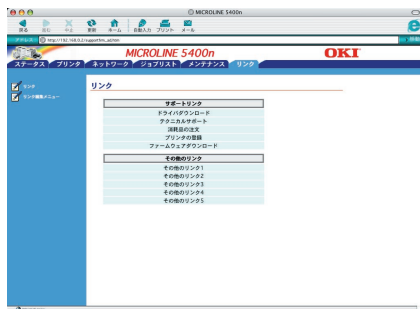 MICROLINE 5400n
戻る 進む 中止 更新 ホーム 自動入力 プリント メール
http://192.168.0.2/supportlm_ad/min
MICROLINE 5400n
OKI
ステータス プリンタ ネットワーク ジョブリスト メンテナンス リンク
リンク
リンク編集メニュー
リンク
サポートリンク
ドライバダウンロード
テクニカルサポート
消耗品の注文
プリンタの登録
ファームウェアダウンロード
その他のリンク
その他のリンク1
その他のリンク2
その他のリンク3
その他のリンク4
その他のリンク5